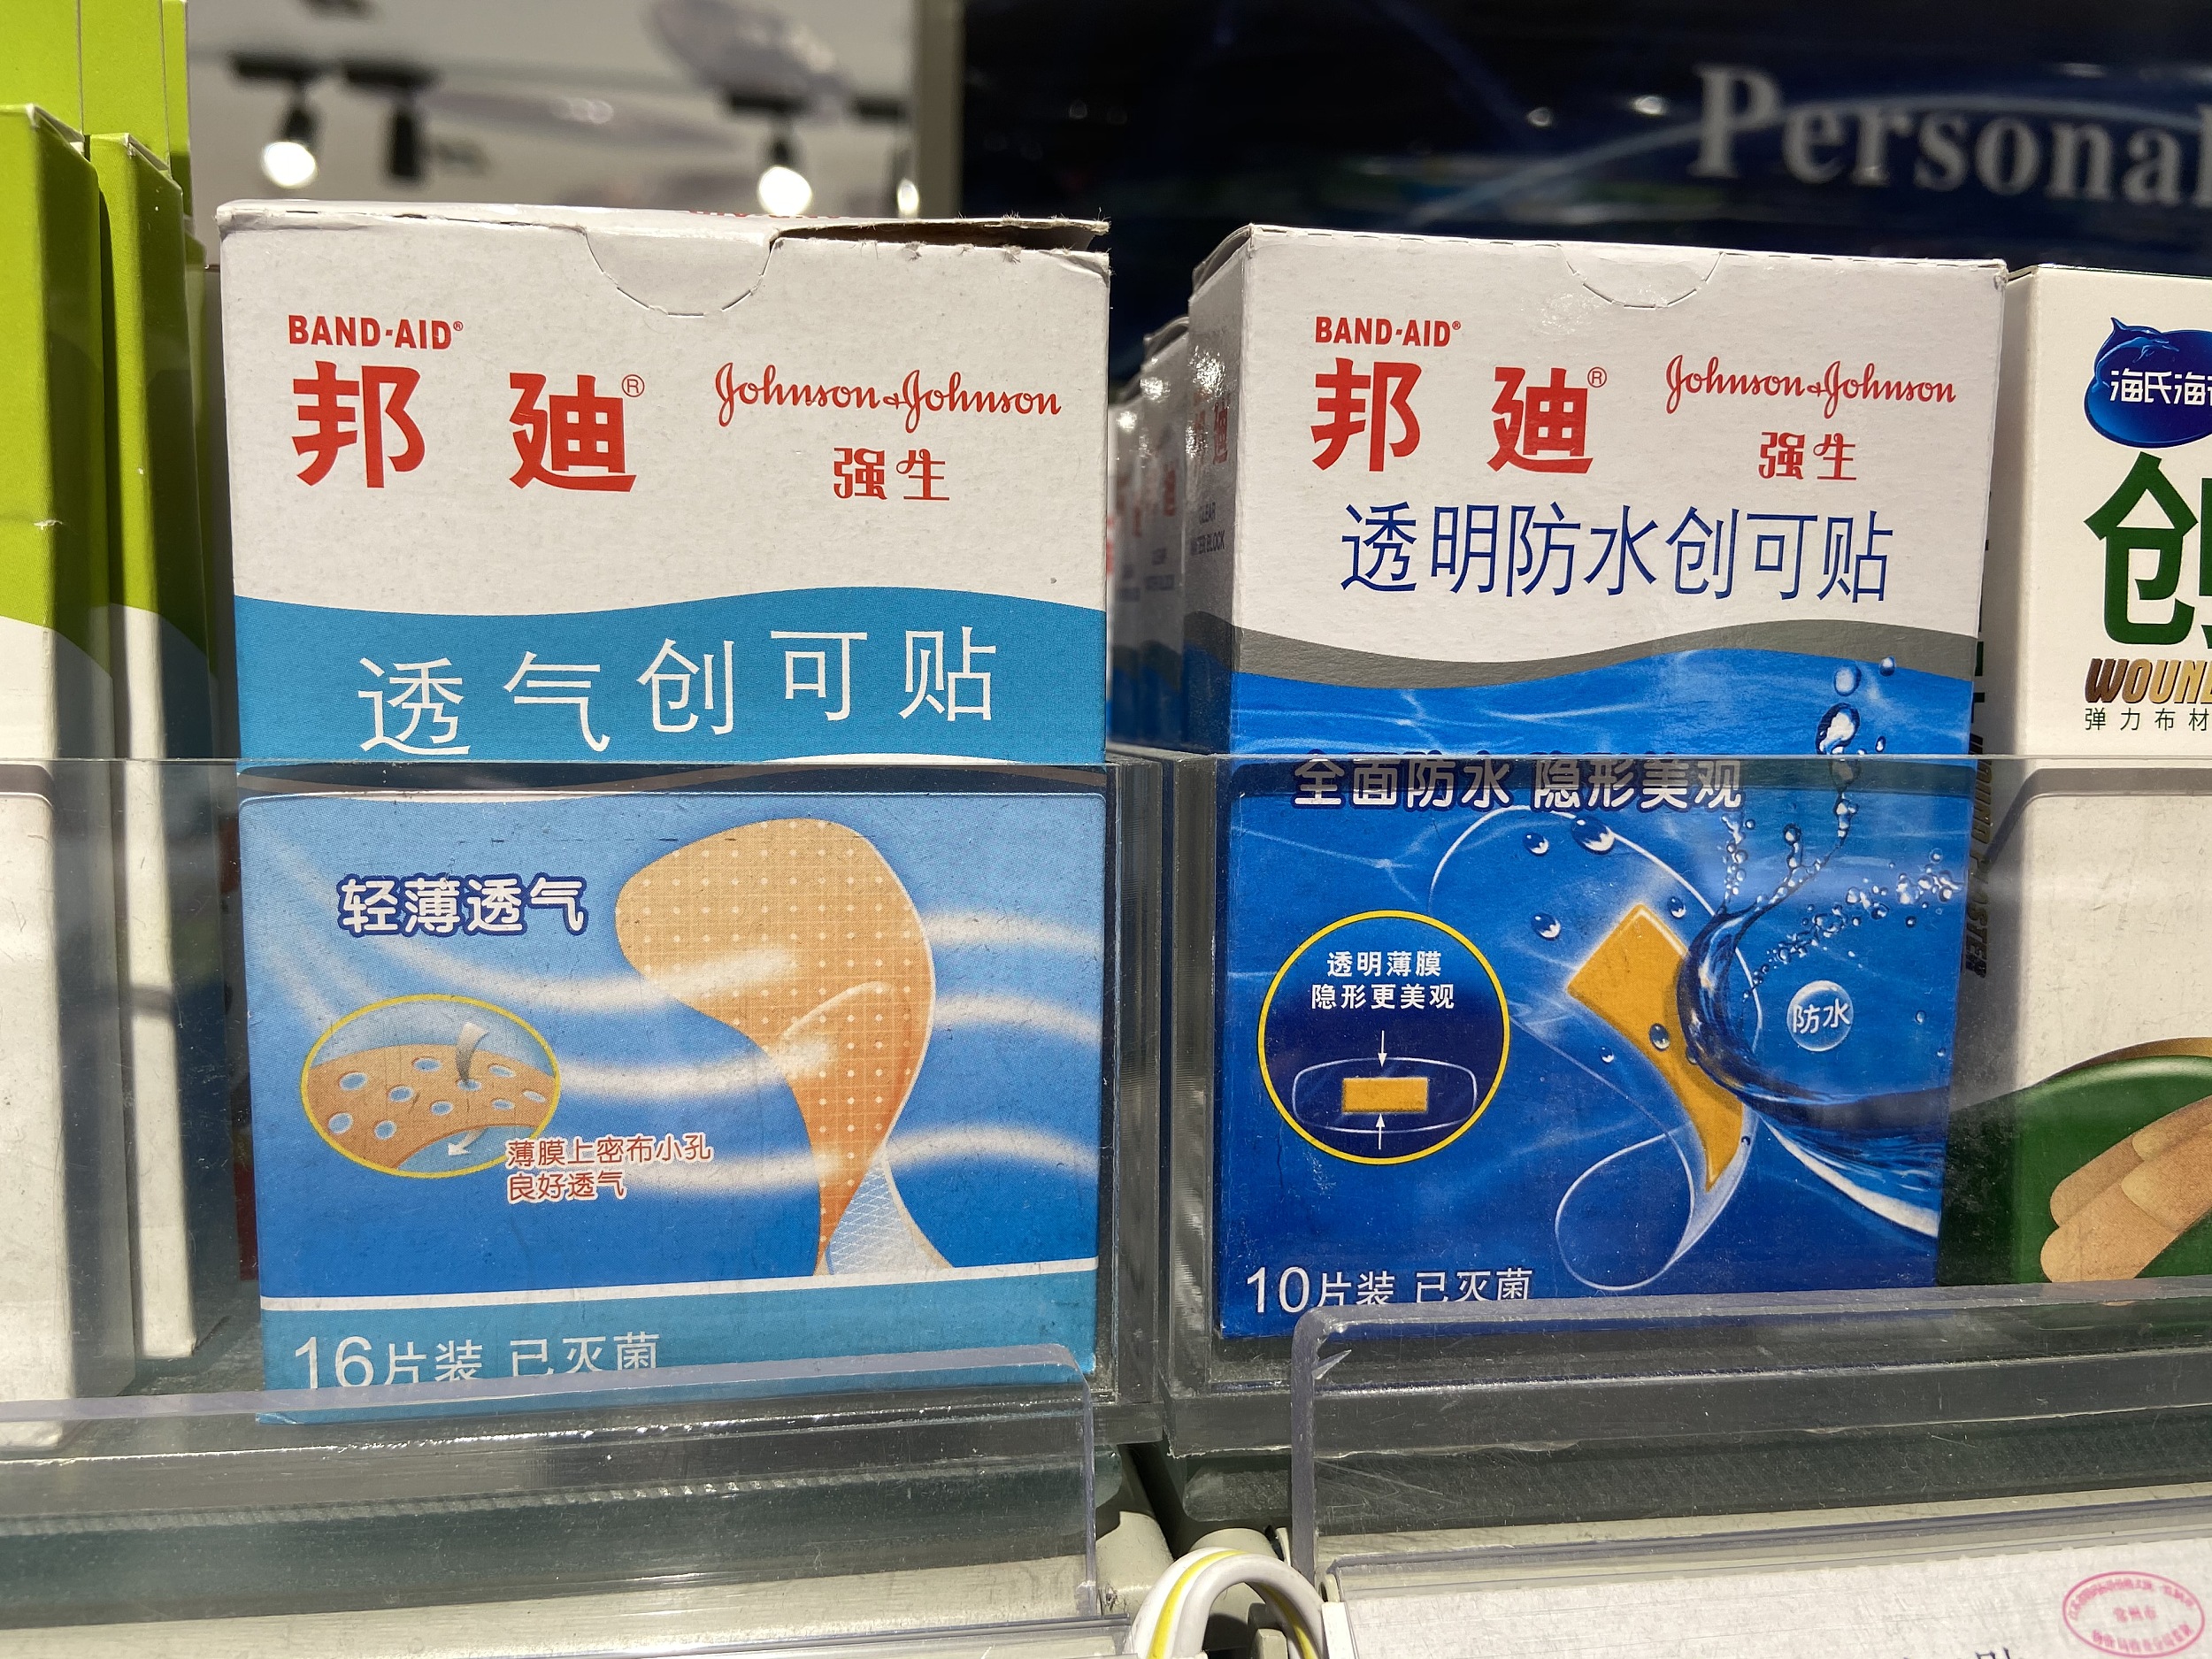 Personal
BAND-AID®
邦迪®
Johnson & Johnson
强生
透气创可贴
轻薄透气
薄膜上密布小孔
良好透气
16片装 已灭菌
BAND-AID®
邦迪®
Johnson & Johnson
强生
透明防水创可贴
全面防水 隐形美观
透明薄膜
隐形更美观
防水
10片装 已灭菌
海氏海
创
WOUN
弹力布材